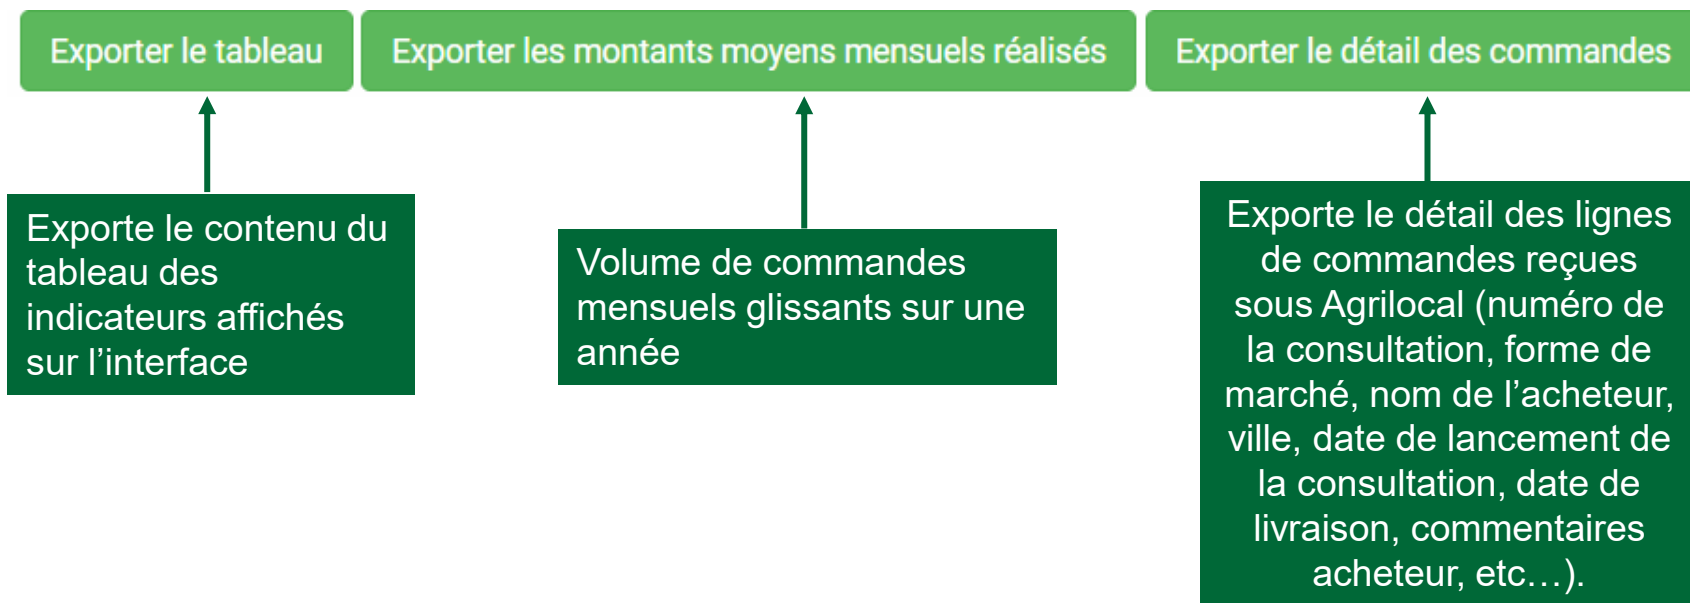 Exporter le tableau
Exporter les montants moyens mensuels réalisés
Exporter le détail des commandes
Exporte le contenu du
tableau des
indicateurs affichés
sur l’interface
Volume de commandes
mensuels glissants sur une
année
Exporte le détail des lignes
de commandes reçues
sous Agrilocal (numéro de
la consultation, forme de
marché, nom de l’acheteur,
ville, date de lancement de
la consultation, date de
livraison, commentaires
acheteur, etc…).